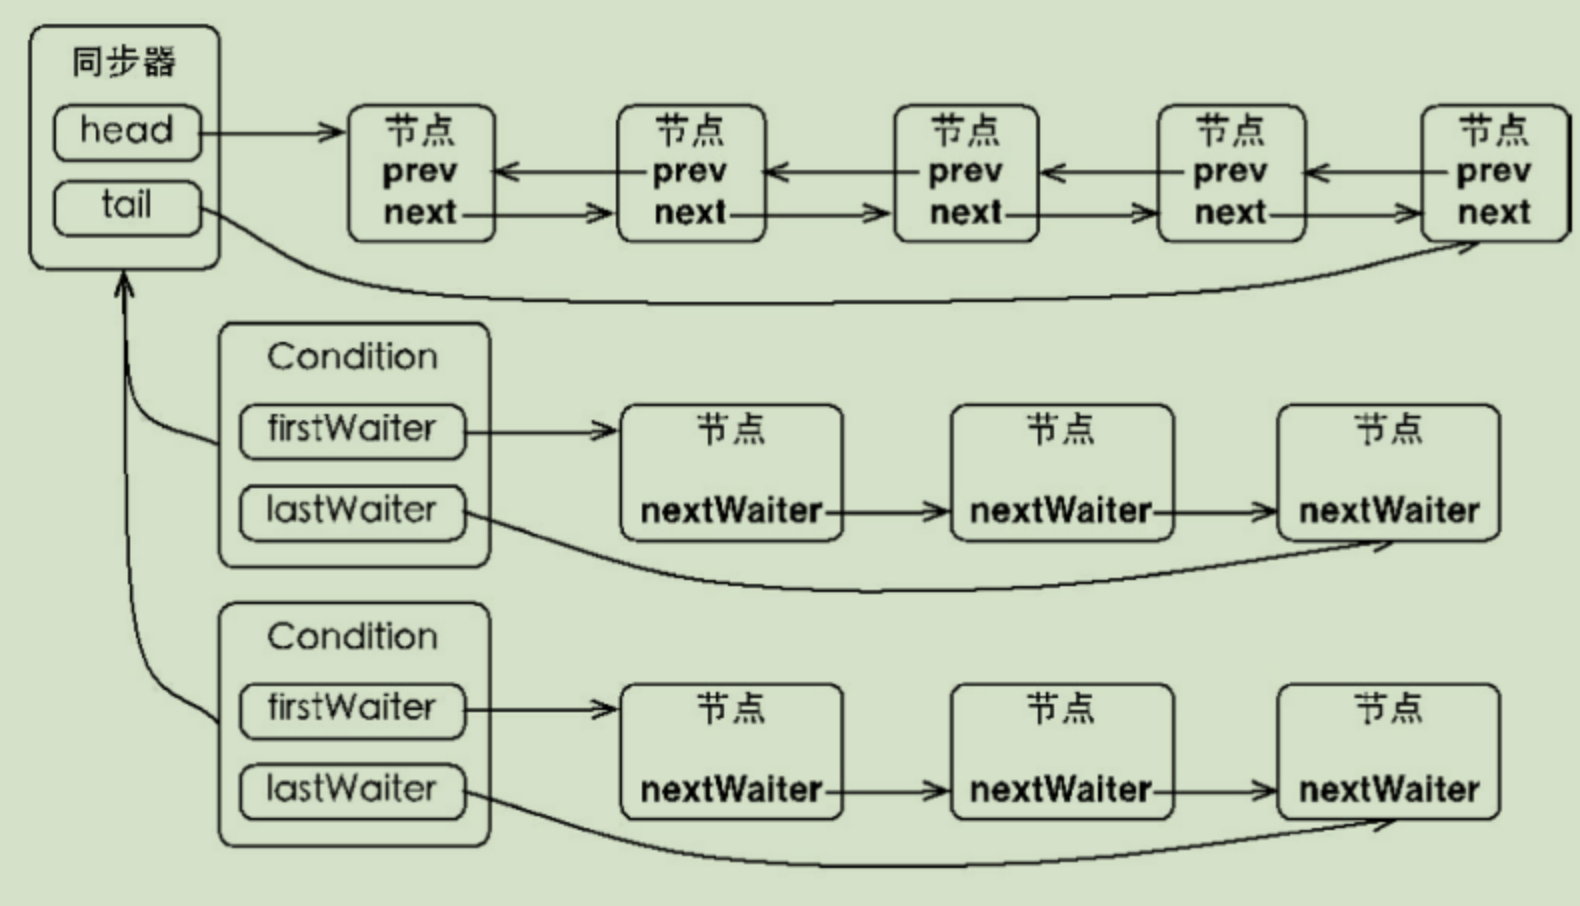 同步器
head
tail
节点
prev
next
节点
prev
next
节点
prev
next
节点
prev
next
节点
prev
next
Condition
firstWaiter
lastWaiter
节点
nextWaiter
节点
nextWaiter
节点
nextWaiter
Condition
firstWaiter
lastWaiter
节点
nextWaiter
节点
nextWaiter
节点
nextWaiter